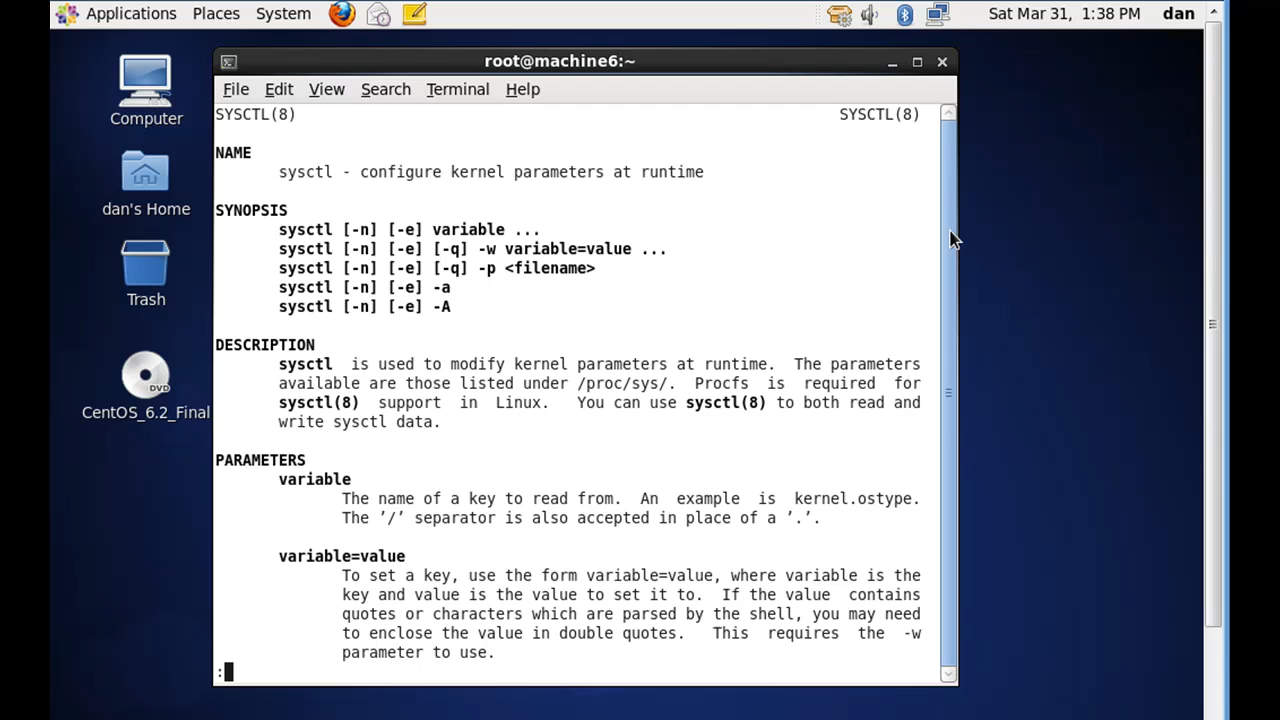 Applications Places System Sat Mar 31, 1:38 PM dan
root@machine6:~
File Edit View Search Terminal Help
Computer
dan's Home
Trash
DVD
CentOS_6.2_Final
SYSCTL(8) SYSCTL(8)
NAME
sysctl - configure kernel parameters at runtime
SYNOPSIS
sysctl [-n] [-e] variable ...
sysctl [-n] [-e] [-q] -w variable=value ...
sysctl [-n] [-e] [-q] -p <filename>
sysctl [-n] [-e] -a
sysctl [-n] [-e] -A
DESCRIPTION
sysctl is used to modify kernel parameters at runtime. The parameters
available are those listed under /proc/sys/. Procfs is required for
sysctl(8) support in Linux. You can use sysctl(8) to both read and
write sysctl data.
PARAMETERS
variable
The name of a key to read from. An example is kernel.ostype.
The ’/’ separator is also accepted in place of a ’.’.
variable=value
To set a key, use the form variable=value, where variable is the
key and value is the value to set it to. If the value contains
quotes or characters which are parsed by the shell, you may need
to enclose the value in double quotes. This requires the -w
parameter to use.
: